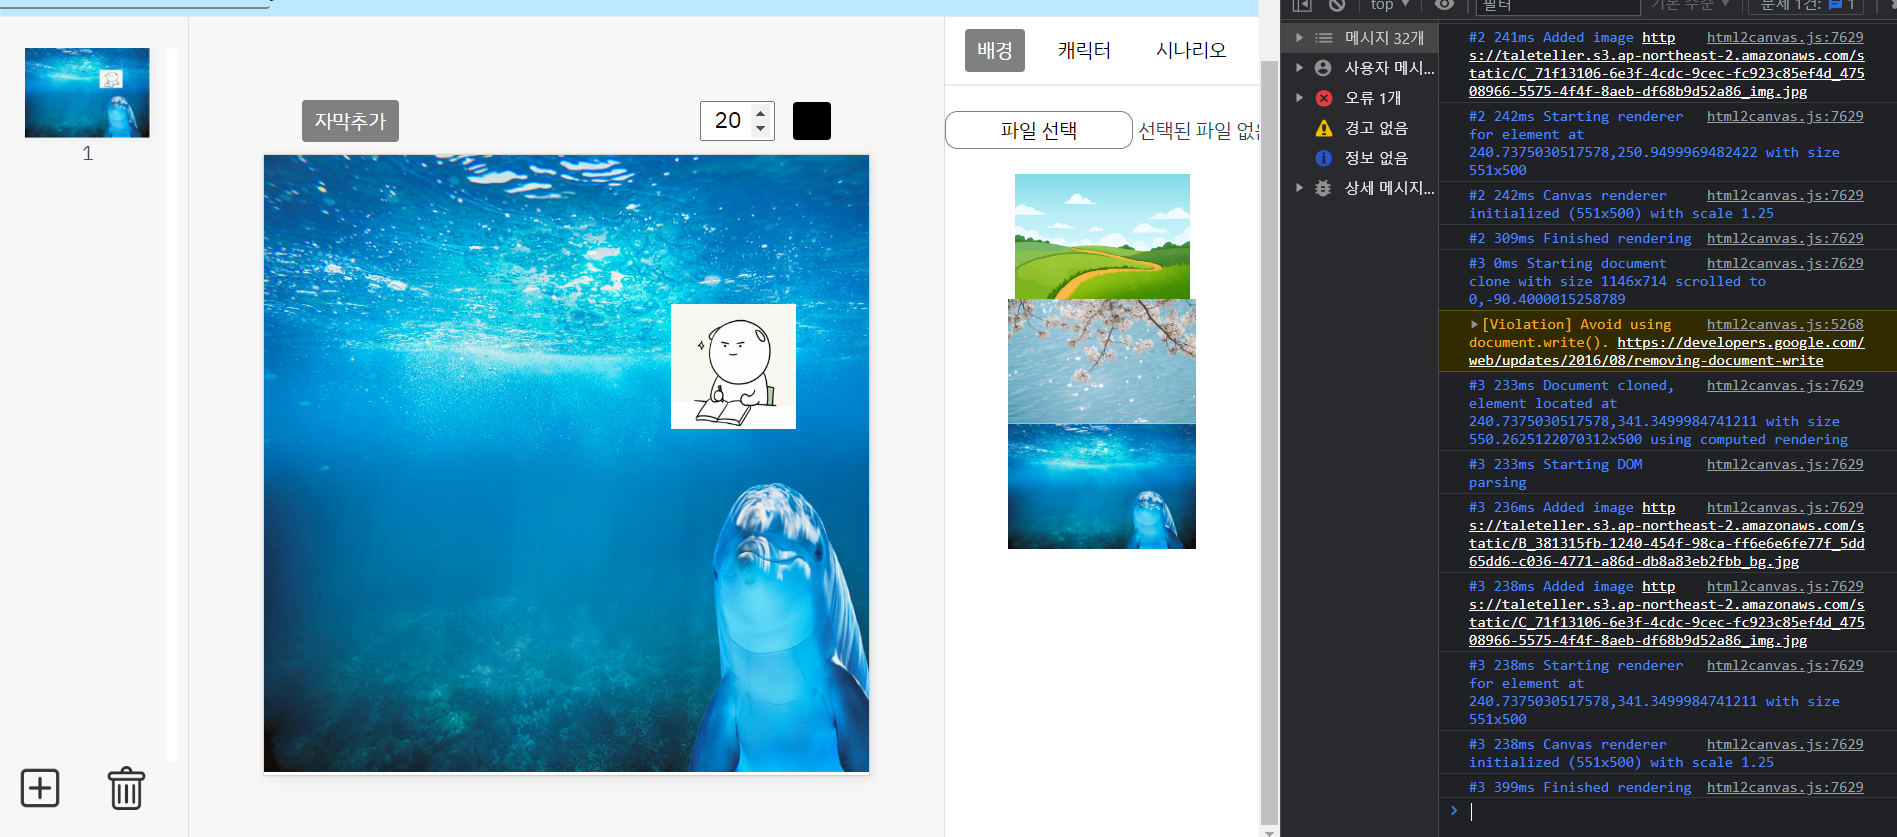 1
자막추가
20
배경
캐릭터
시나리오
파일 선택
선택된 파일 없음
top
필터
기본 수준
문제 1건:
1
메시지 32개
사용자 메시...
오류 1개
경고 없음
정보 없음
상세 메시지...
#2 241ms Added image http html2canvas.js:7629
s://taleteller.s3.ap-northeast-2.amazonaws.com/s
tatic/C_71f13106-6e3f-4cdc-9cec-fc923c85ef4d_475
08966-5575-4f4f-8aeb-df68b9d52a86_img.jpg
#2 242ms Starting renderer html2canvas.js:7629
for element at
240.7375030517578,250.9499969482422 with size
551x500
#2 242ms Canvas renderer html2canvas.js:7629
initialized (551x500) with scale 1.25
#2 309ms Finished rendering html2canvas.js:7629
#3 0ms Starting document html2canvas.js:7629
clone with size 1146x714 scrolled to
0,-90.4000015258789
[Violation] Avoid using html2canvas.js:5268
document.write(). https://developers.google.com/
web/updates/2016/08/removing-document-write
#3 233ms Document cloned, html2canvas.js:7629
element located at
240.7375030517578,341.3499984741211 with size
550.2625122070312x500 using computed rendering
#3 233ms Starting DOM html2canvas.js:7629
parsing
#3 236ms Added image http html2canvas.js:7629
s://taleteller.s3.ap-northeast-2.amazonaws.com/s
tatic/B_381315fb-1240-454f-98ca-ff6e6e6fe77f_5dd
65dd6-c036-4771-a86d-db8a83eb2fbb_bg.jpg
#3 238ms Added image http html2canvas.js:7629
s://taleteller.s3.ap-northeast-2.amazonaws.com/s
tatic/C_71f13106-6e3f-4cdc-9cec-fc923c85ef4d_475
08966-5575-4f4f-8aeb-df68b9d52a86_img.jpg
#3 238ms Starting renderer html2canvas.js:7629
for element at
240.7375030517578,341.3499984741211 with size
551x500
#3 238ms Canvas renderer html2canvas.js:7629
initialized (551x500) with scale 1.25
#3 399ms Finished rendering html2canvas.js:7629